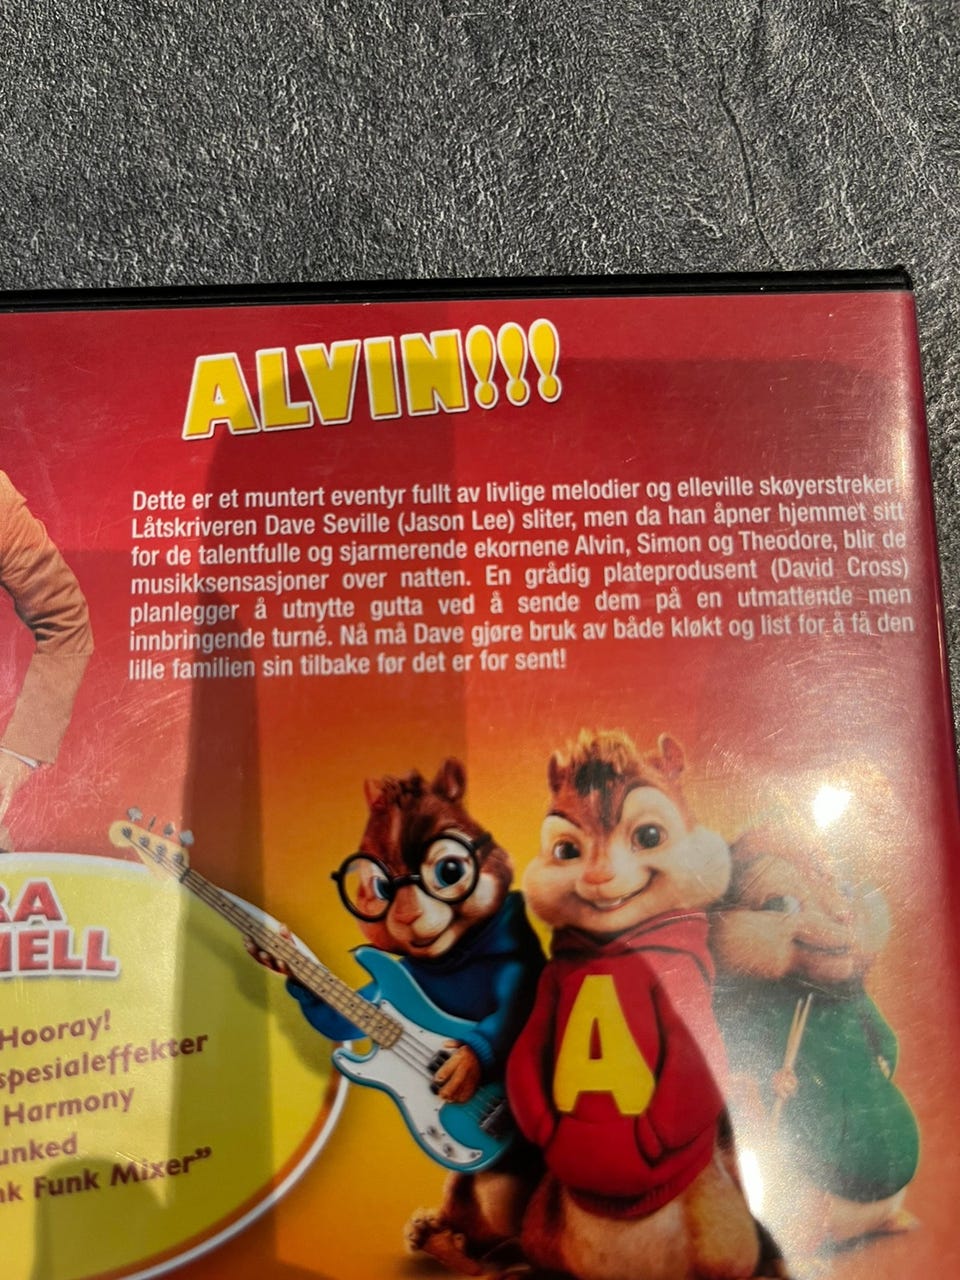 ALVIN!!!
Dette er et muntert eventyr fullt av livlige melodier og elleville skøyerstreker!
Låtskriveren Dave Seville (Jason Lee) sliter, men da han åpner hjemmet sitt
for de talentfulle og sjarmerende ekornene Alvin, Simon og Theodore, blir de
musikksensasjoner over natten. En grådig plateprodusent (David Cross)
planlegger å utnytte gutta ved å sende dem på en utmattende men
innbringende turné. Nå må Dave gjøre bruk av både kløkt og list for å få den
lille familien sin tilbake før det er for sent!
A
Hooray!
spesialeffekter
Harmony
Funk Mixer”